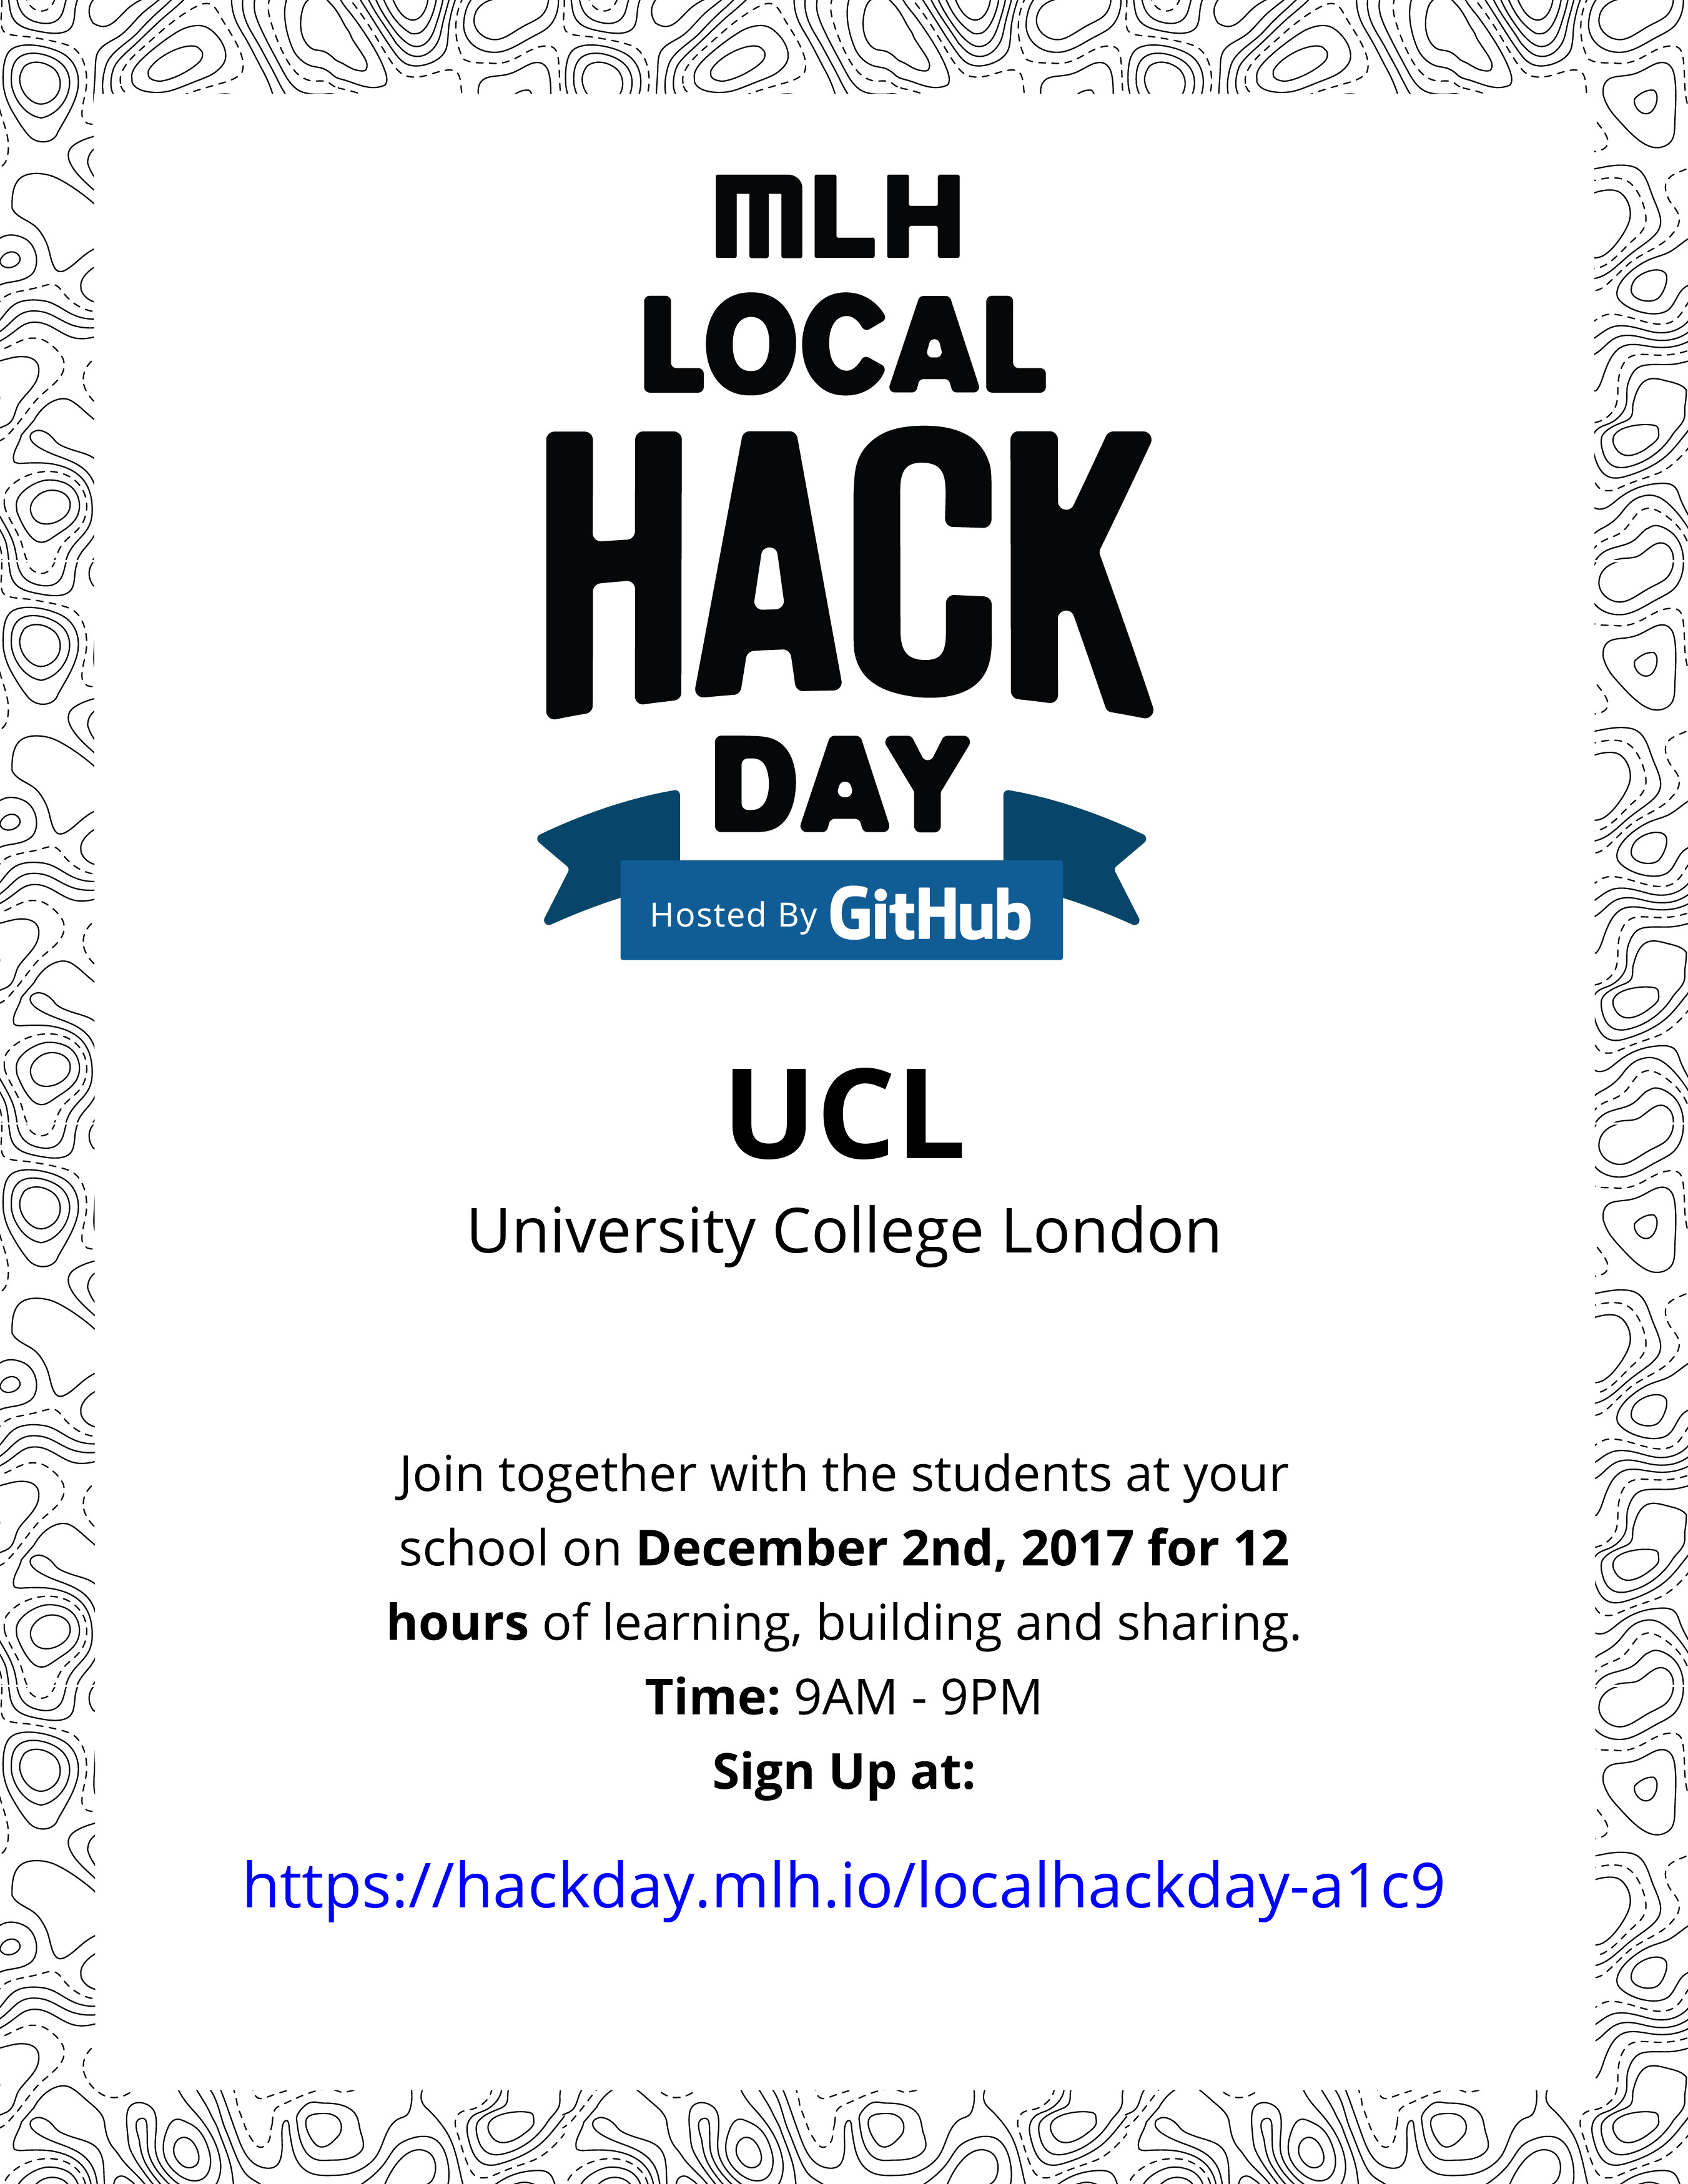 MLH
LOCAL
HACK
DAY
Hosted By GitHub
UCL
University College London
Join together with the students at your
school on December 2nd, 2017 for 12
hours of learning, building and sharing.
Time: 9AM - 9PM
Sign Up at:
https://hackday.mlh.io/localhackday-a1c9